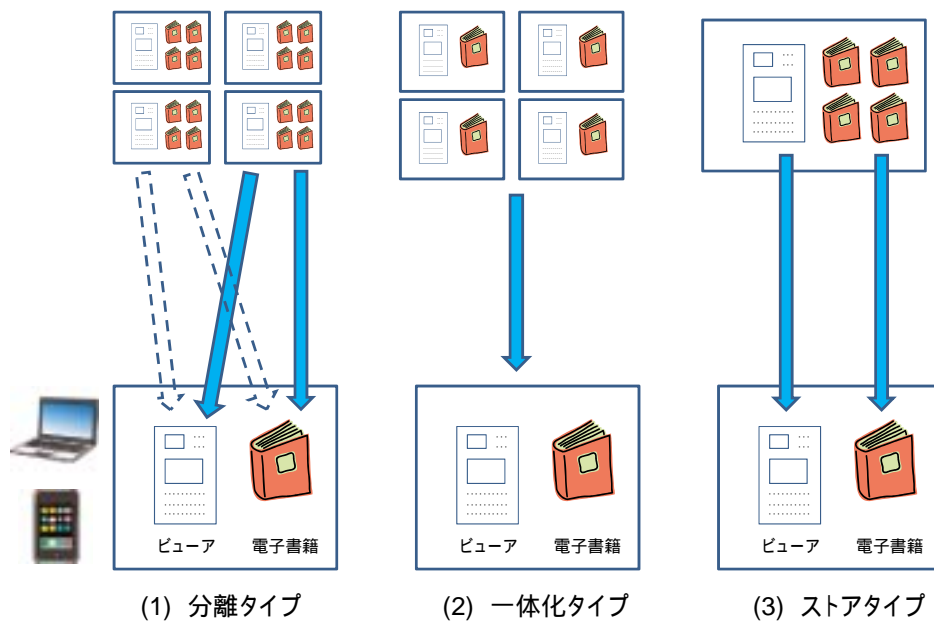 ビューア 電子書籍
ビューア 電子書籍
ビューア 電子書籍
(1) 分離タイプ
(2) 一体化タイプ
(3) ストアタイプ